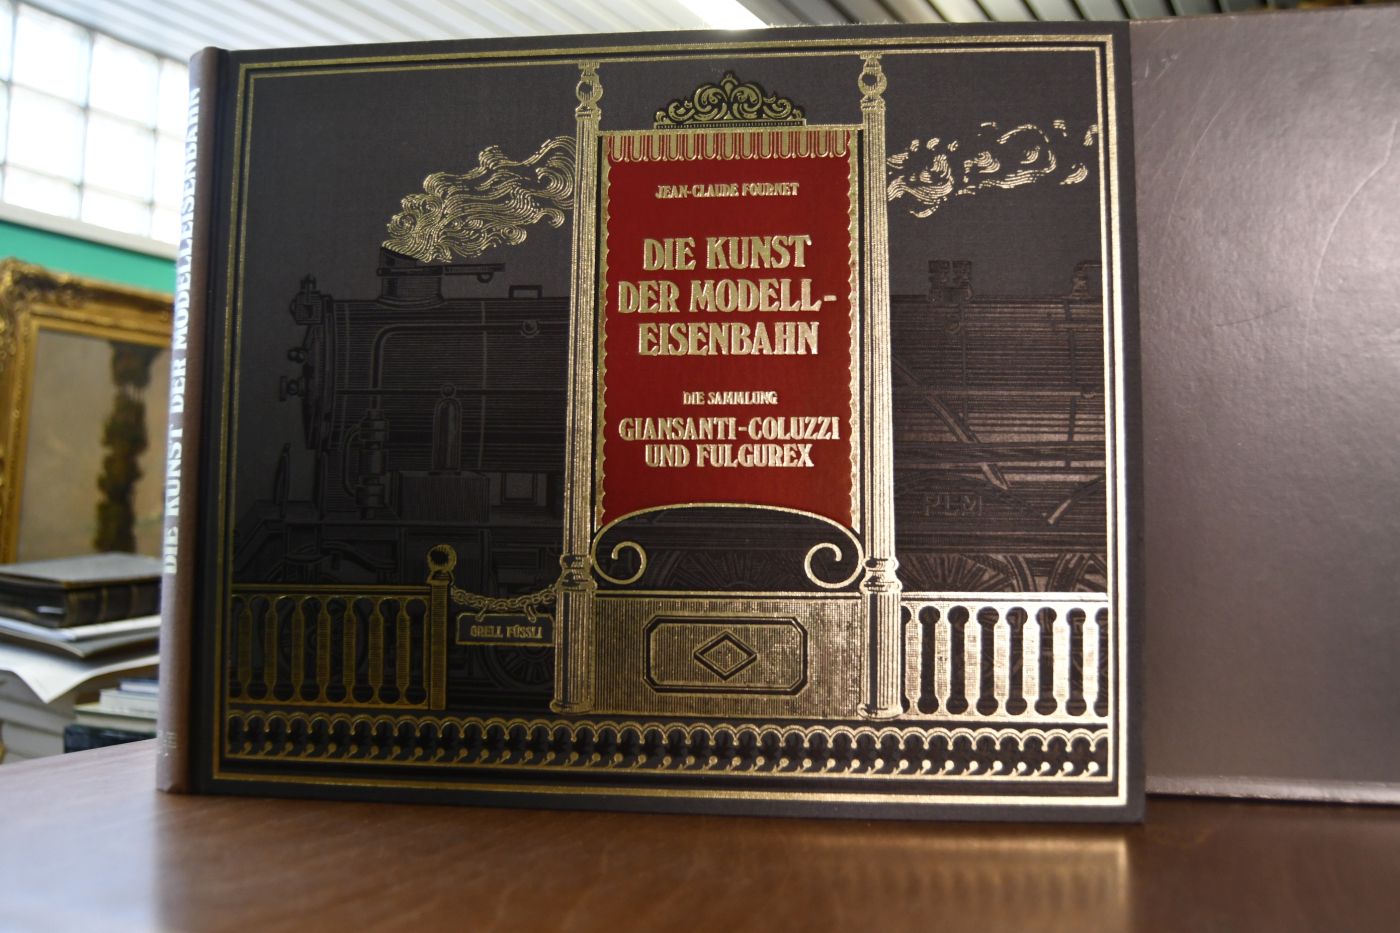 DIE KUNST DER MODELLEISENBAHN
JEAN-CLAUDE FOURNET
DIE KUNST
DER MODELL-
EISENBAHN
DIE SAMMLUNG
GIANSANTI-COLUZZI
UND FULGUREX
PLM
ORELL FÜSSLI